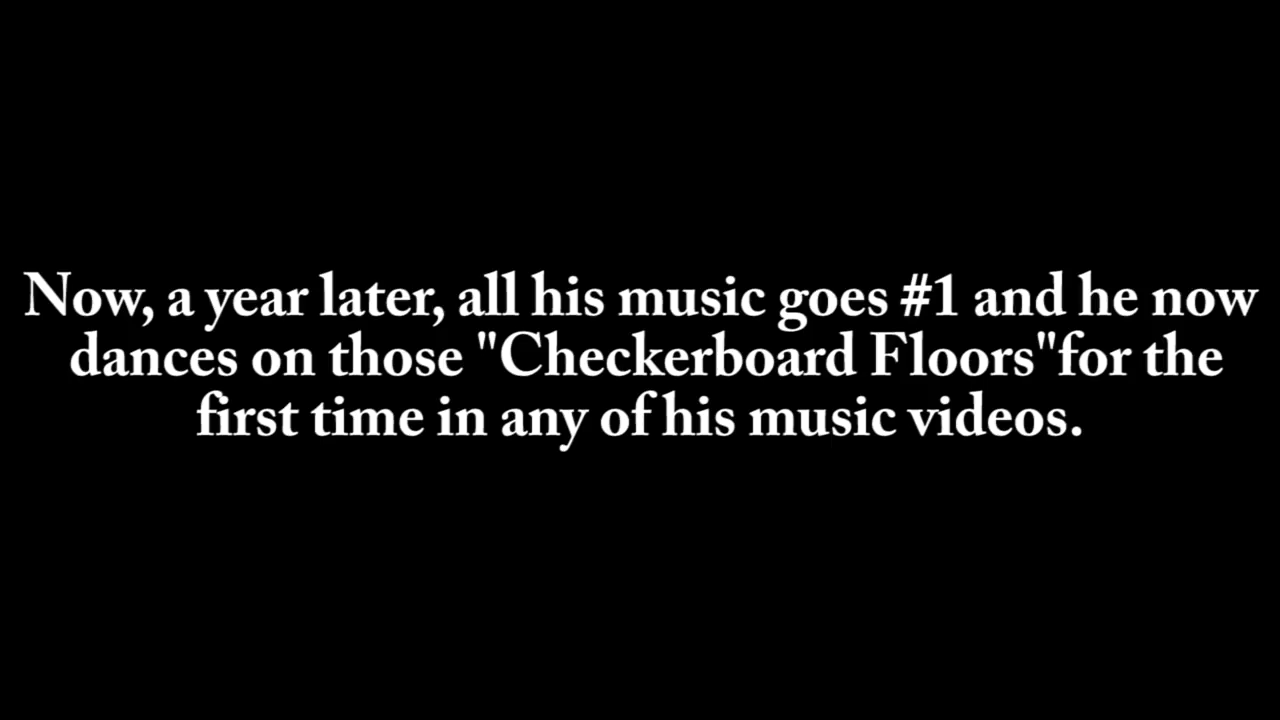 Now, a year later, all his music goes #1 and he now
dances on those "Checkerboard Floors"for the
first time in any of his music videos.